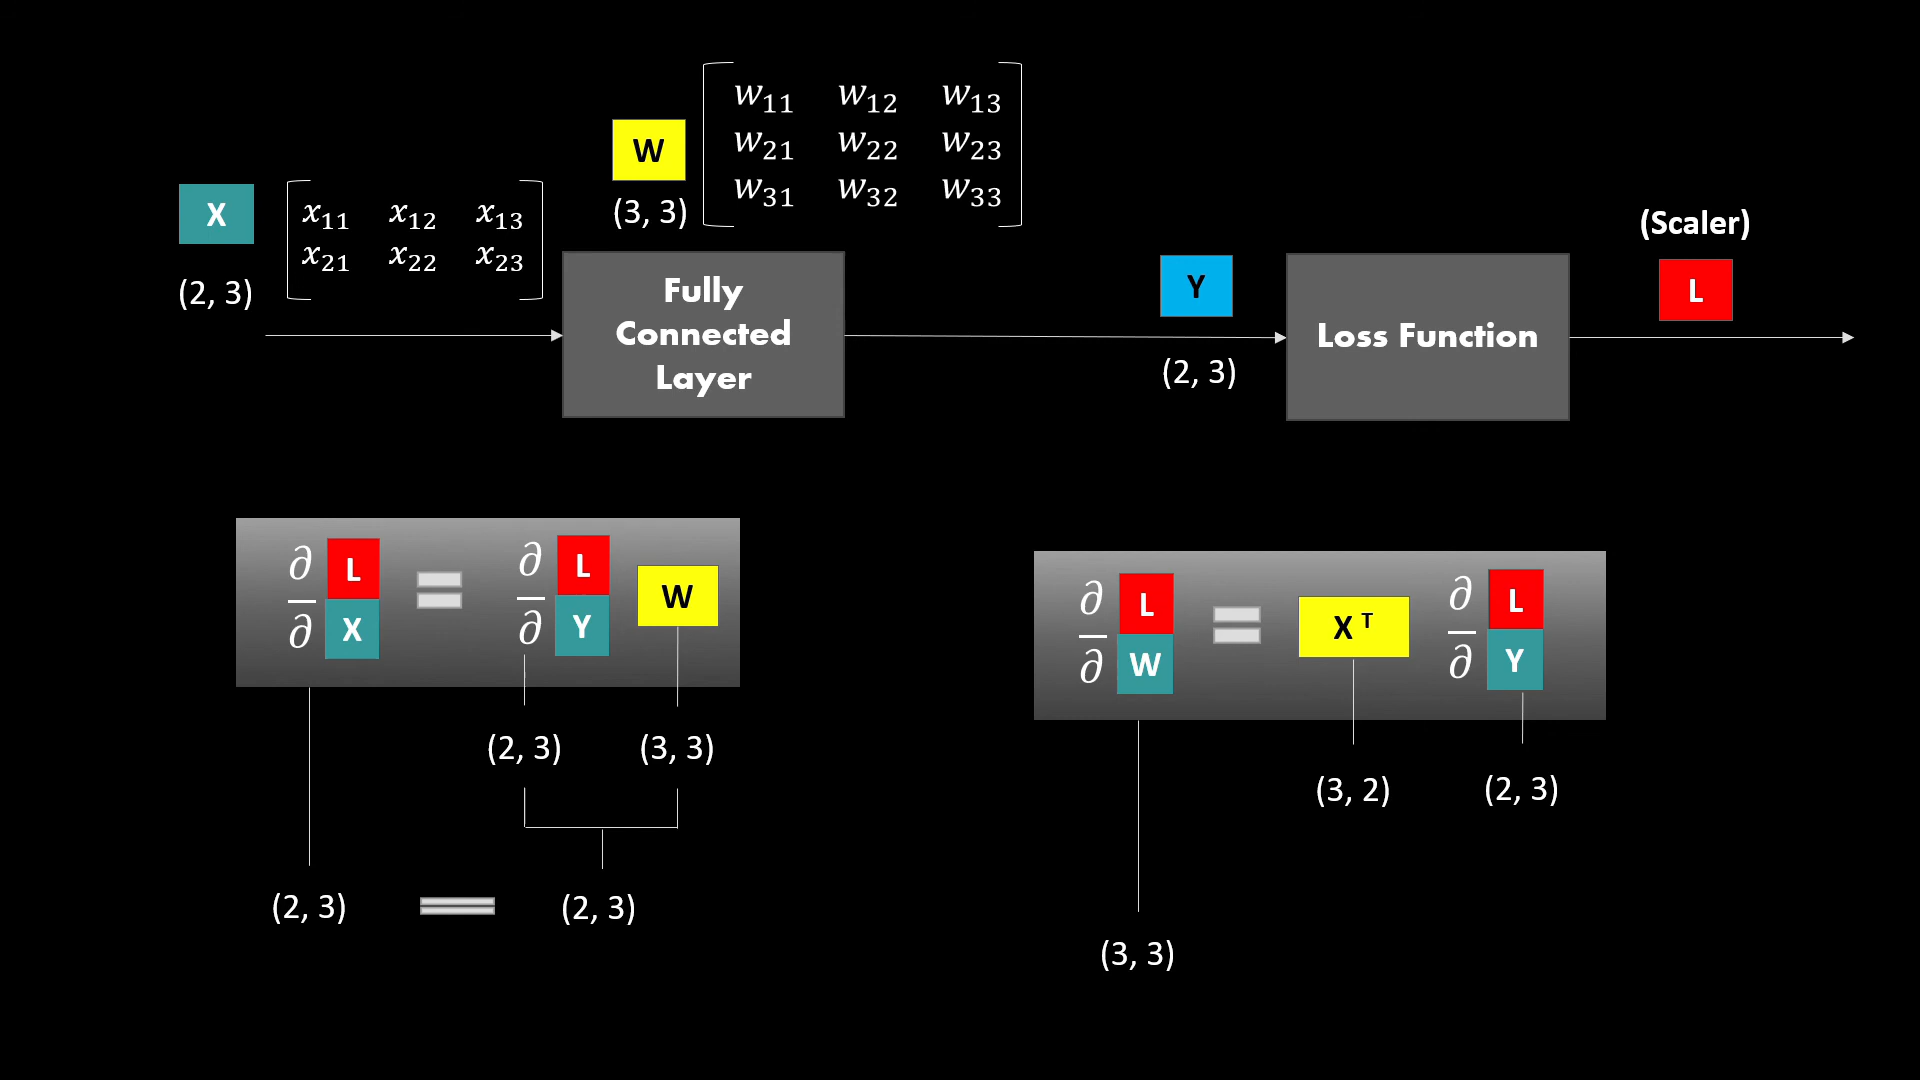 w₁₁ w₁₂ w₁₃
W
w₂₁ w₂₂ w₂₃
w₃₁ w₃₂ w₃₃
(3, 3)
X
x₁₁ x₁₂ x₁₃
x₂₁ x₂₂ x₂₃
(2, 3)
Fully
Connected
Layer
Y
(2, 3)
Loss Function
(Scaler)
L
∂ L = ∂ L W
∂ X ∂ Y
(2, 3) (3, 3)
(2, 3) = (2, 3)
∂ L = X ᵀ ∂ L
∂ W ∂ Y
(3, 2) (2, 3)
(3, 3)